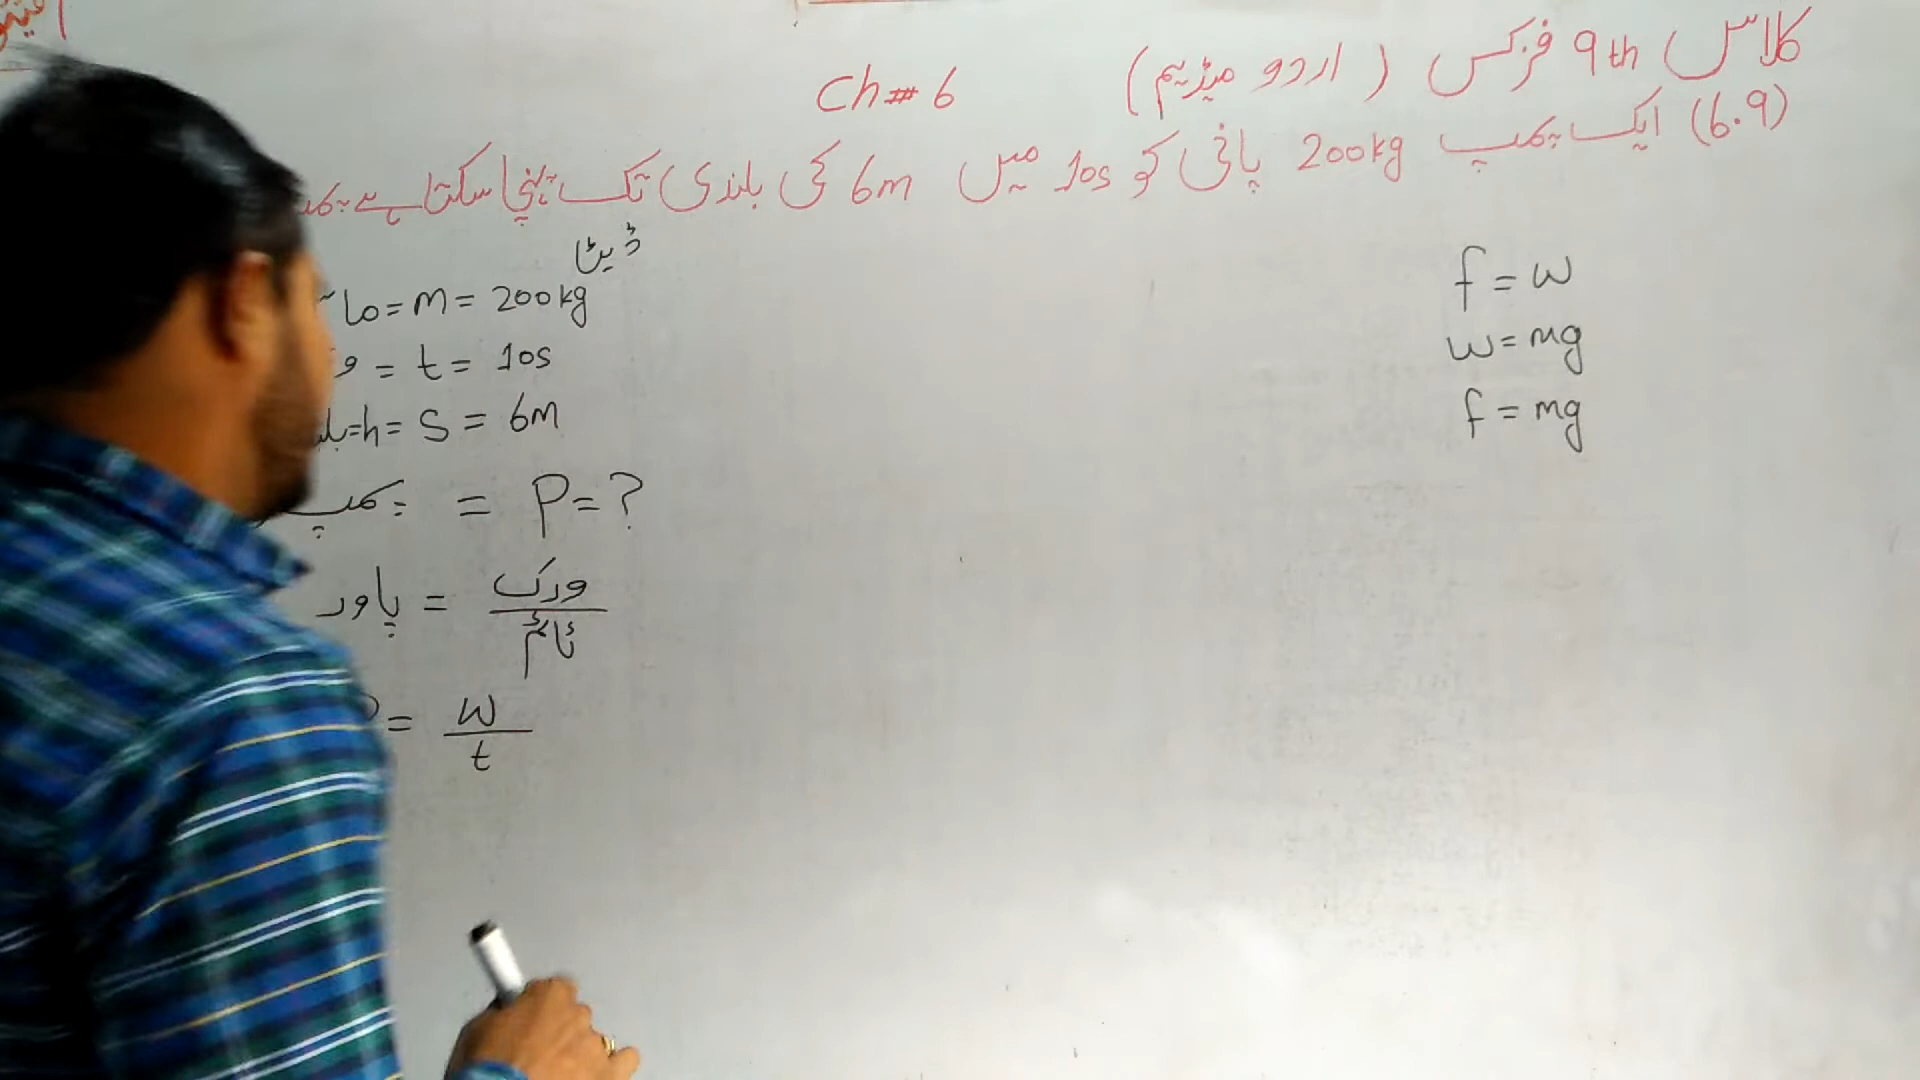 کلاس 9th فزکس (اردو میڈیم) Ch# 6
(6.9) ایک پمپ 200kg پانی کو 10s میں 6m کی بلندی تک پہنچا سکتا ہے پمپ
ڈیٹا
= m = 200kg
= t = 10s
= h = S = 6m
پمپ = P = ?
پاور = ورک / ٹائم
P = w / t
f = w
w = mg
f = mg